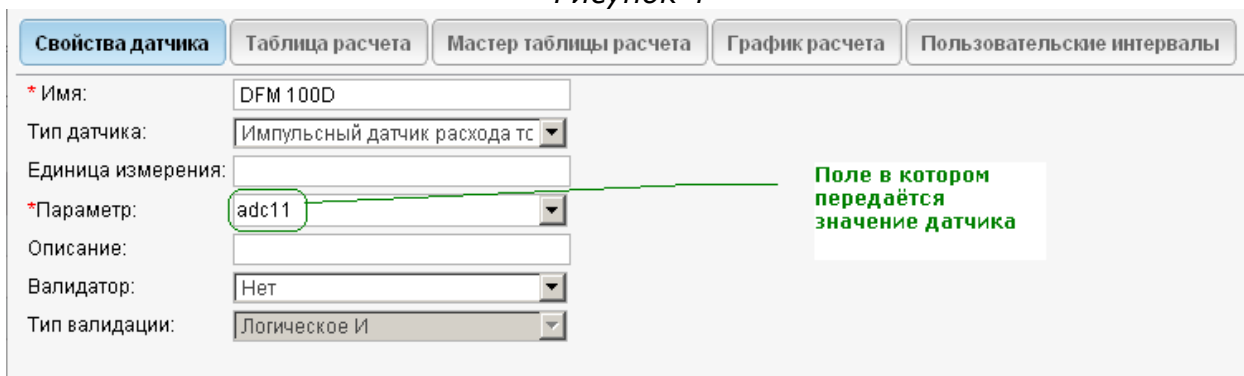 Рисунок 4
Свойства датчика Таблица расчета Мастер таблицы расчета График расчета Пользовательские интервалы
* Имя: DFM 100D
Тип датчика: Импульсный датчик расхода тс
Единица измерения:
*Параметр: adc11
Поле в котором
передаётся
значение датчика
Описание:
Валидатор: Нет
Тип валидации: Логическое И